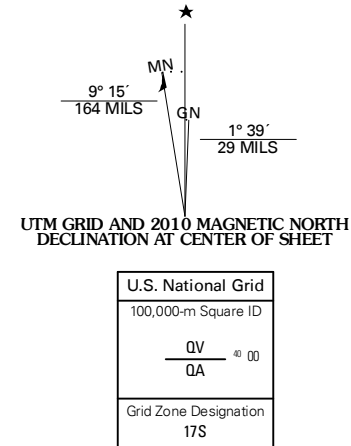 ★
MN
9° 15´
164 MILS
GN
1° 39´
29 MILS
UTM GRID AND 2010 MAGNETIC NORTH
DECLINATION AT CENTER OF SHEET
U.S. National Grid
100,000-m Square ID
QV
40 00
QA
Grid Zone Designation
17S